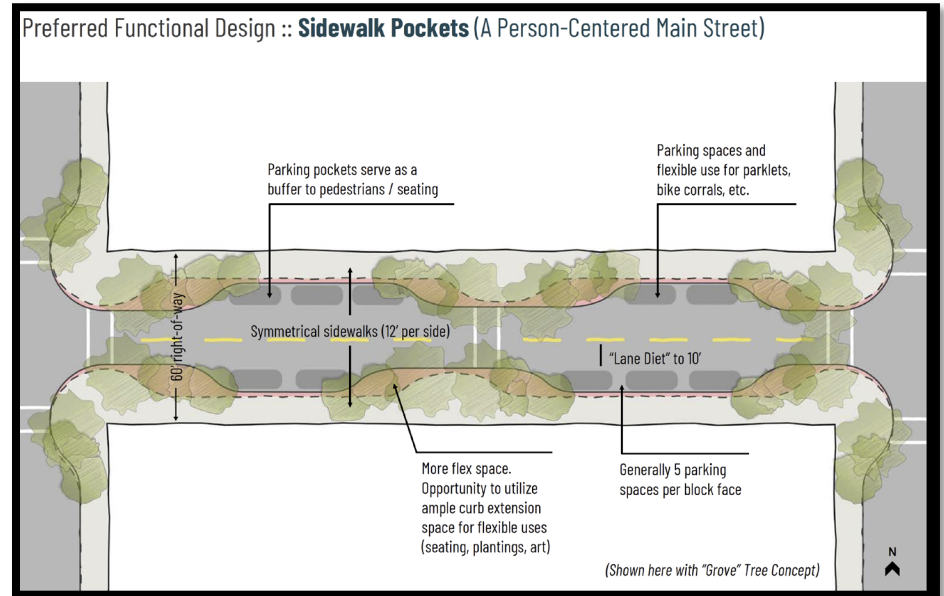 Preferred Functional Design :: Sidewalk Pockets (A Person-Centered Main Street)
Parking pockets serve as a
buffer to pedestrians / seating
Parking spaces and
flexible use for parklets,
bike corrals, etc.
60' right-of-way
Symmetrical sidewalks (12' per side)
“Lane Diet” to 10'
More flex space.
Opportunity to utilize
ample curb extension
space for flexible uses
(seating, plantings, art)
Generally 5 parking
spaces per block face
(Shown here with “Grove” Tree Concept)
N